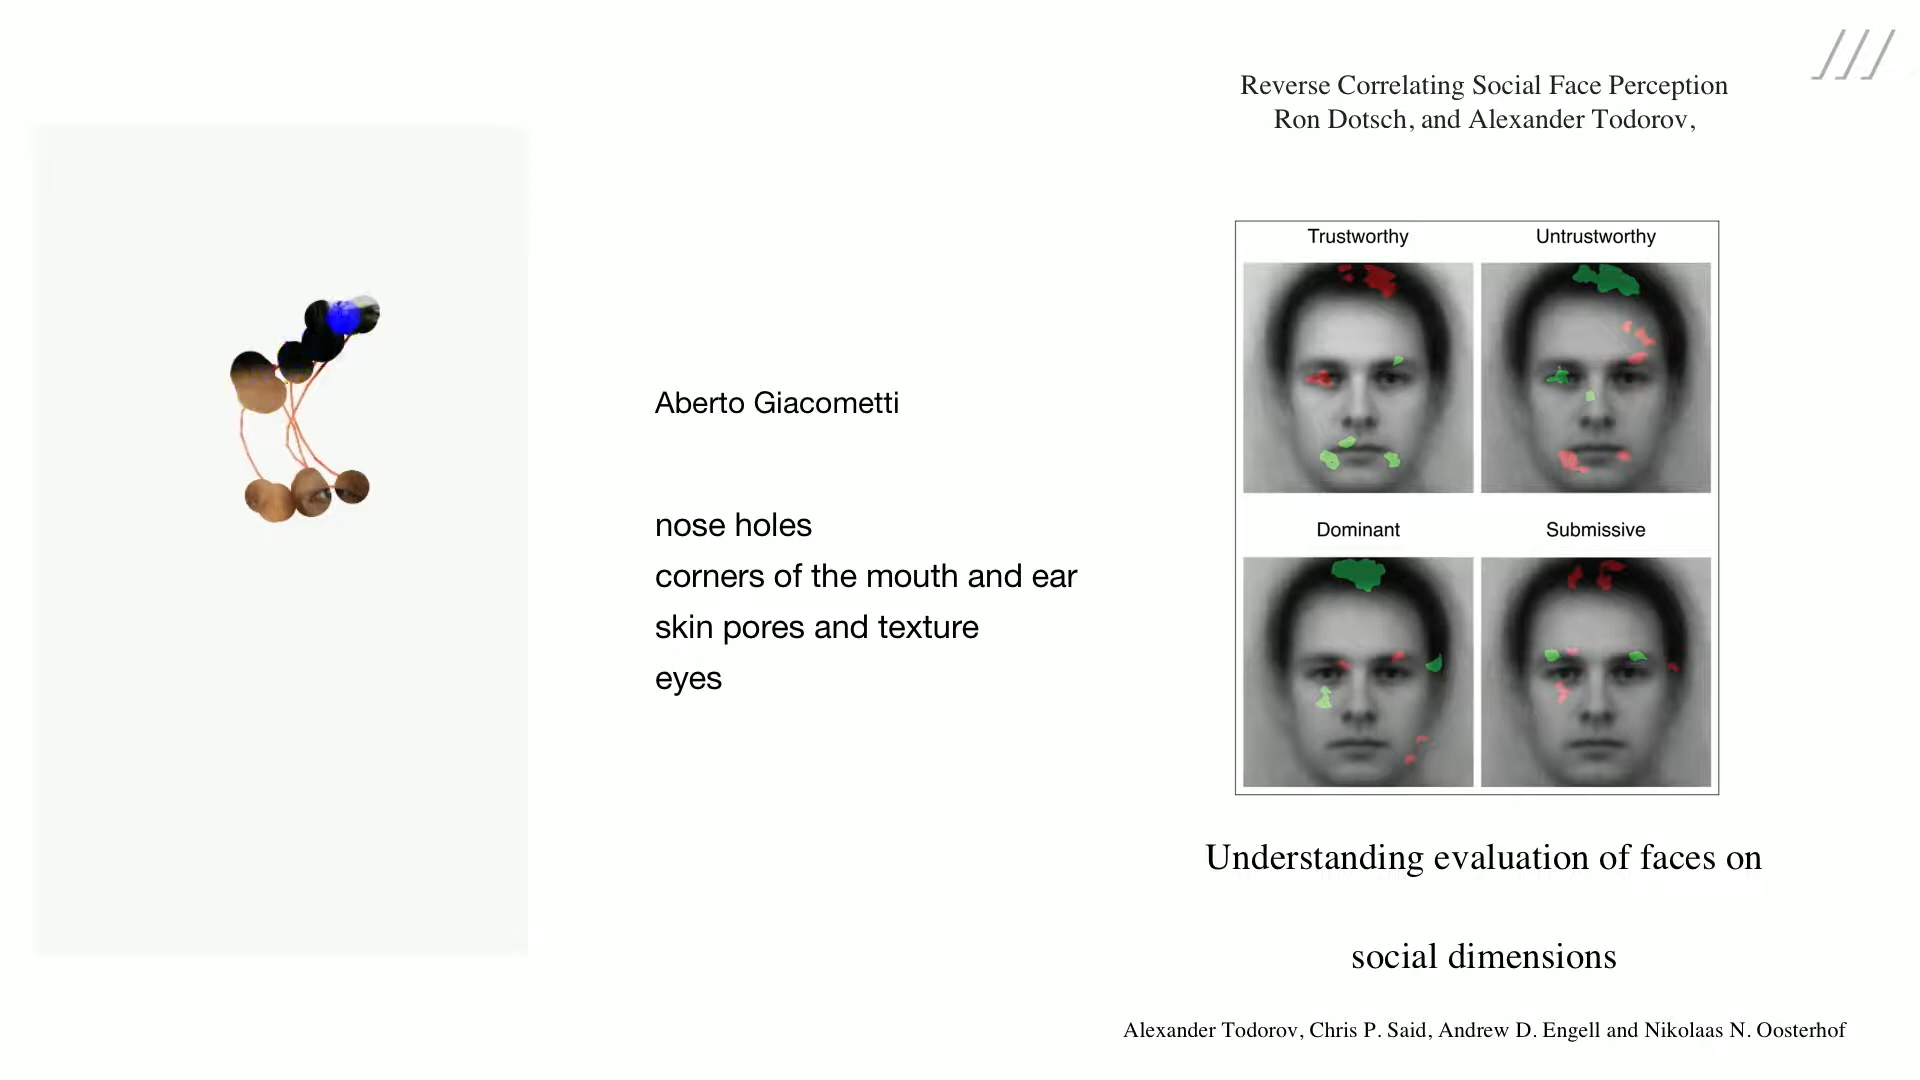 Reverse Correlating Social Face Perception
Ron Dotsch, and Alexander Todorov,
Aberto Giacometti
nose holes
corners of the mouth and ear
skin pores and texture
eyes
Trustworthy
Untrustworthy
Dominant
Submissive
Understanding evaluation of faces on
social dimensions
Alexander Todorov, Chris P. Said, Andrew D. Engell and Nikolaas N. Oosterhof